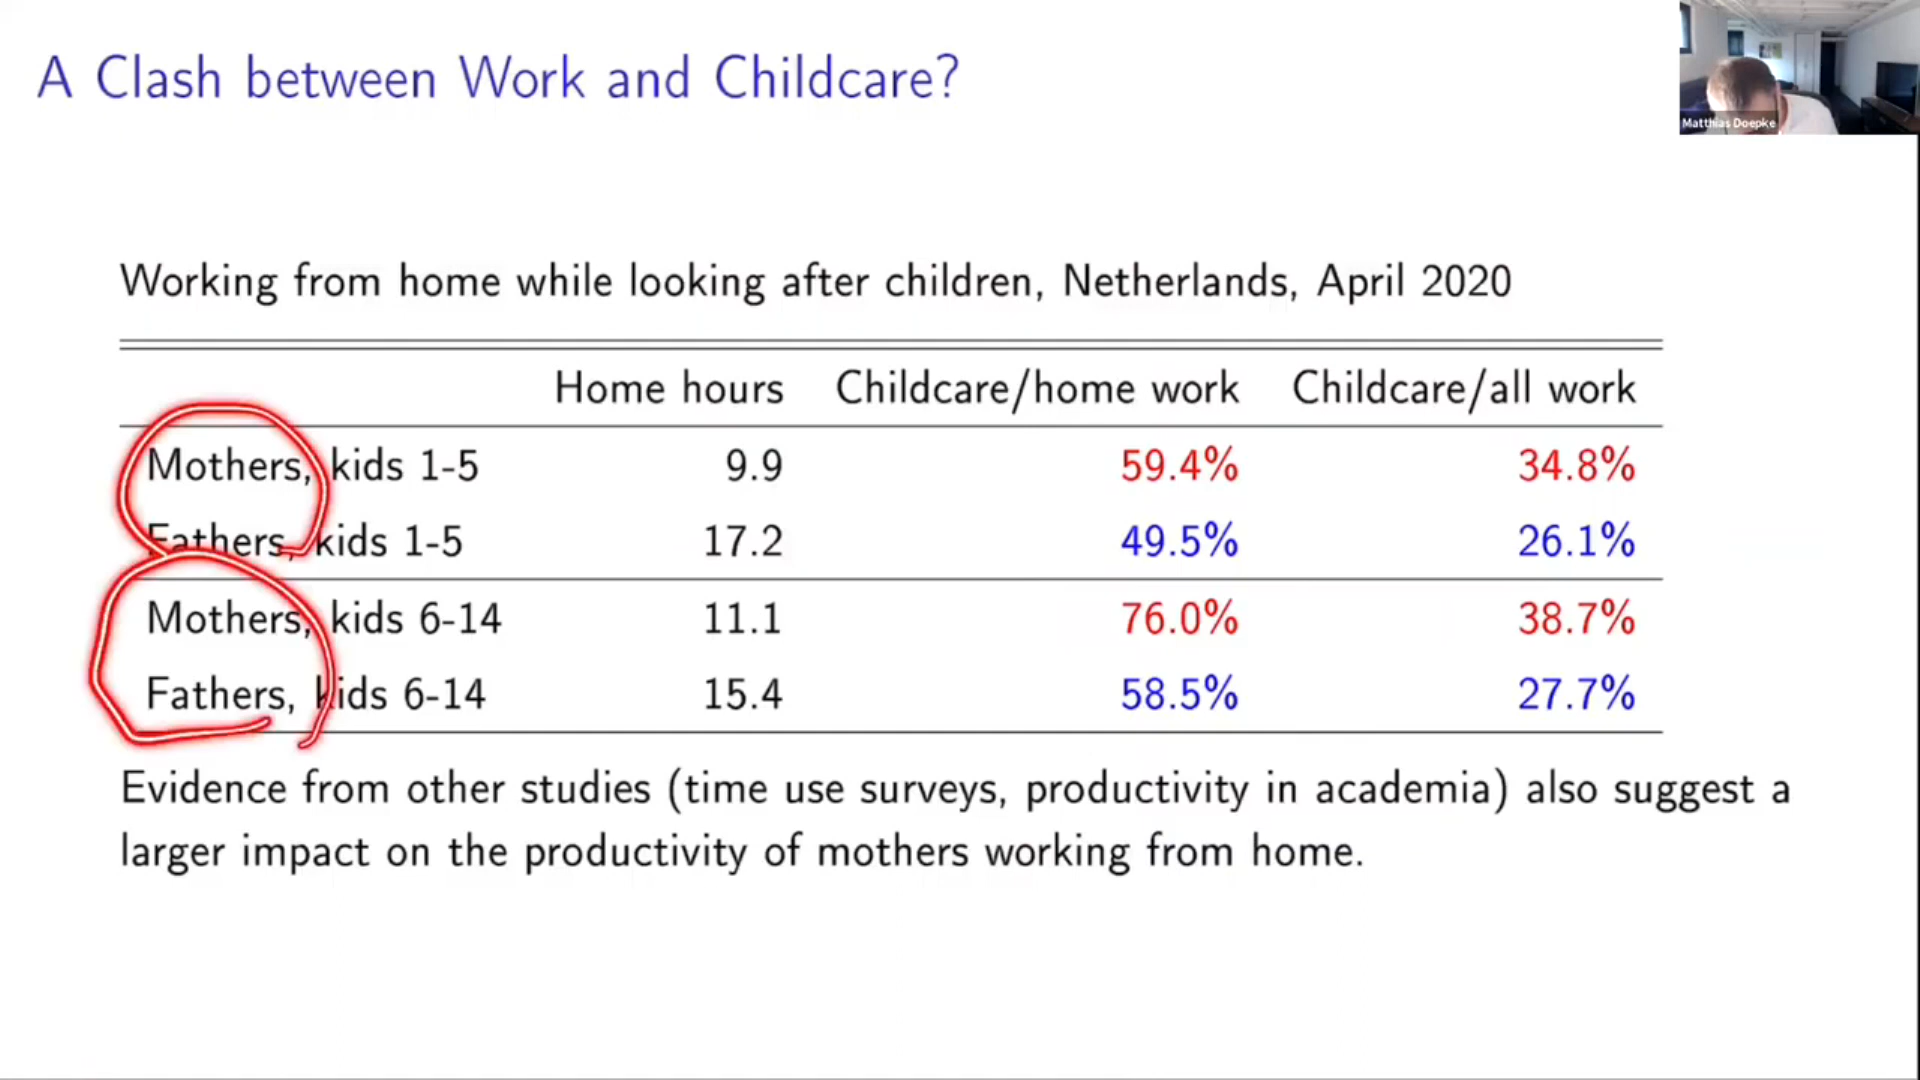 A Clash between Work and Childcare?
Matthias Doepke
Working from home while looking after children, Netherlands, April 2020
Home hours Childcare/home work Childcare/all work
Mothers, kids 1-5 9.9 59.4% 34.8%
Fathers, kids 1-5 17.2 49.5% 26.1%
Mothers, kids 6-14 11.1 76.0% 38.7%
Fathers, kids 6-14 15.4 58.5% 27.7%
Evidence from other studies (time use surveys, productivity in academia) also suggest a
larger impact on the productivity of mothers working from home.